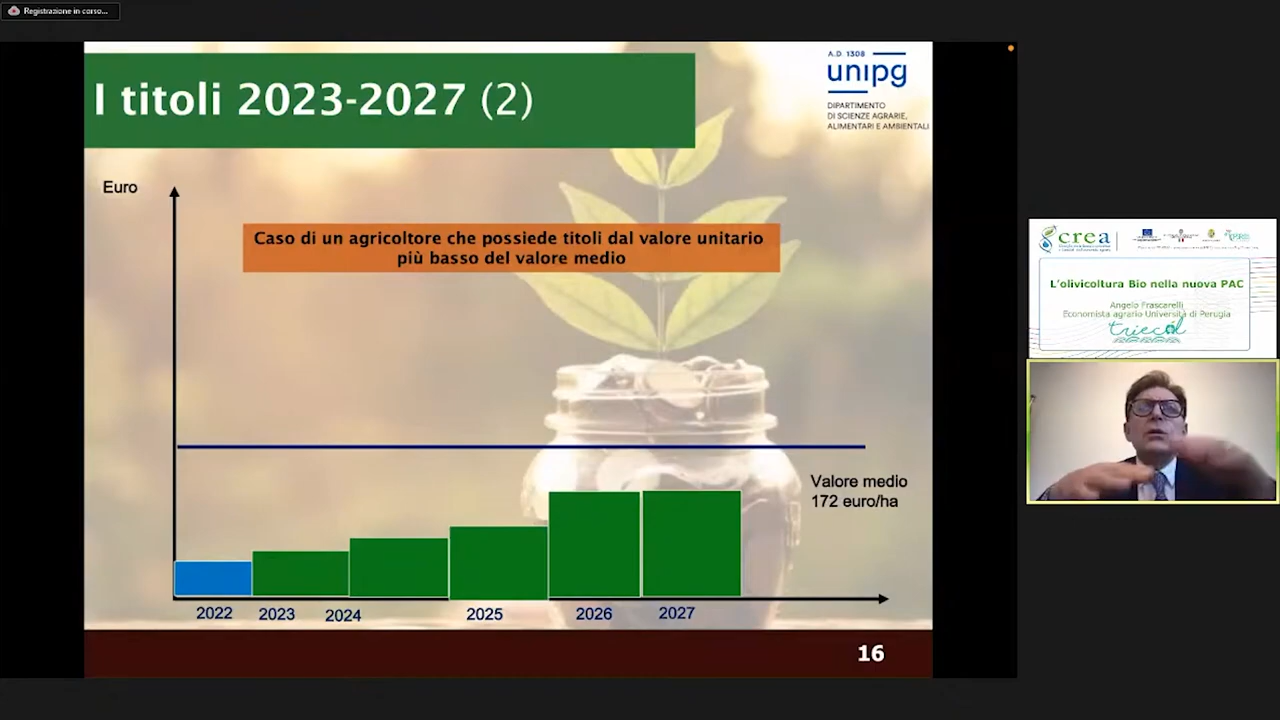 Registrazione in corso...
I titoli 2023-2027 (2)
A.D. 1308
unipg
DIPARTIMENTO
DI SCIENZE AGRARIE,
ALIMENTARI E AMBIENTALI
Euro
Caso di un agricoltore che possiede titoli dal valore unitario
più basso del valore medio
Valore medio
172 euro/ha
2022 2023 2024 2025 2026 2027
16
crea
L'olivicoltura Bio nella nuova PAC
Angelo Frascarelli
Economista agrario Università di Perugia